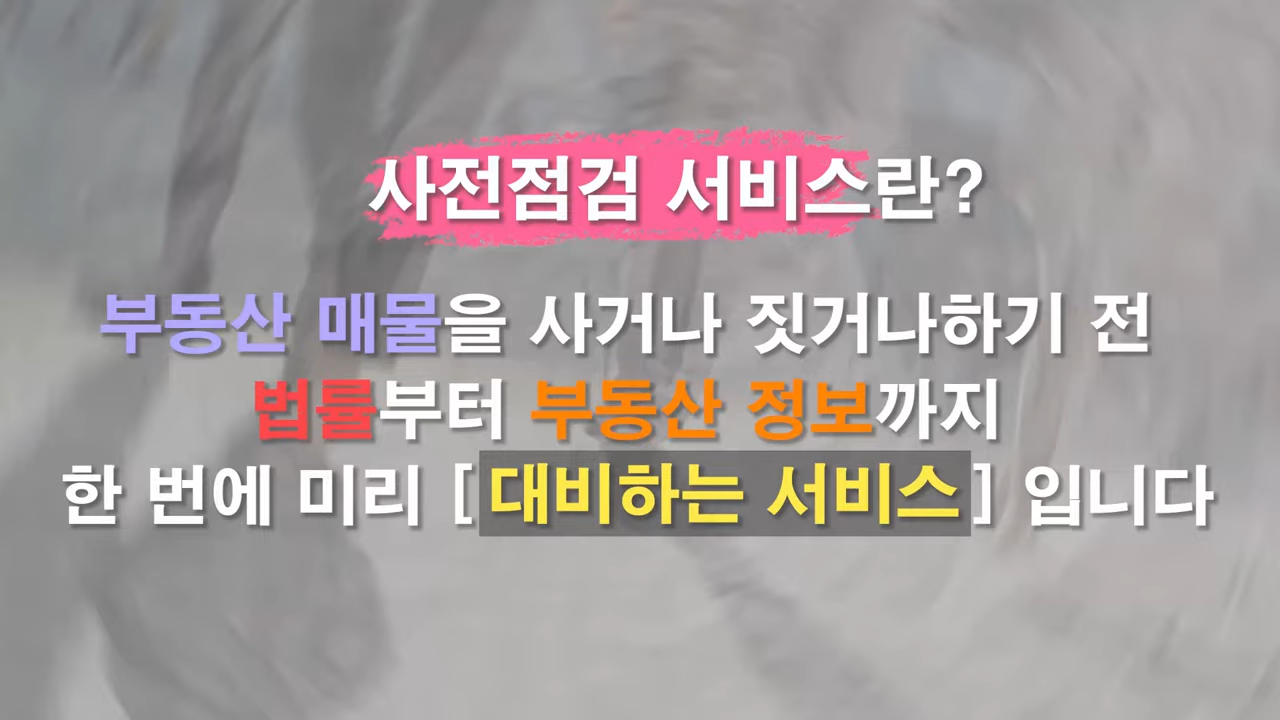 사전점검 서비스란?
부동산 매물을 사거나 짓거나하기 전
법률부터 부동산 정보까지
한 번에 미리 [대비하는 서비스] 입니다